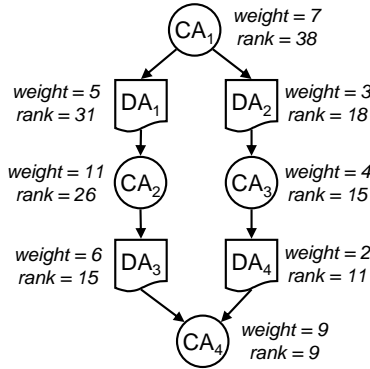 CA1
weight = 7
rank = 38
weight = 5
rank = 31
DA1
DA2
weight = 3
rank = 18
weight = 11
rank = 26
CA2
CA3
weight = 4
rank = 15
weight = 6
rank = 15
DA3
DA4
weight = 2
rank = 11
CA4
weight = 9
rank = 9